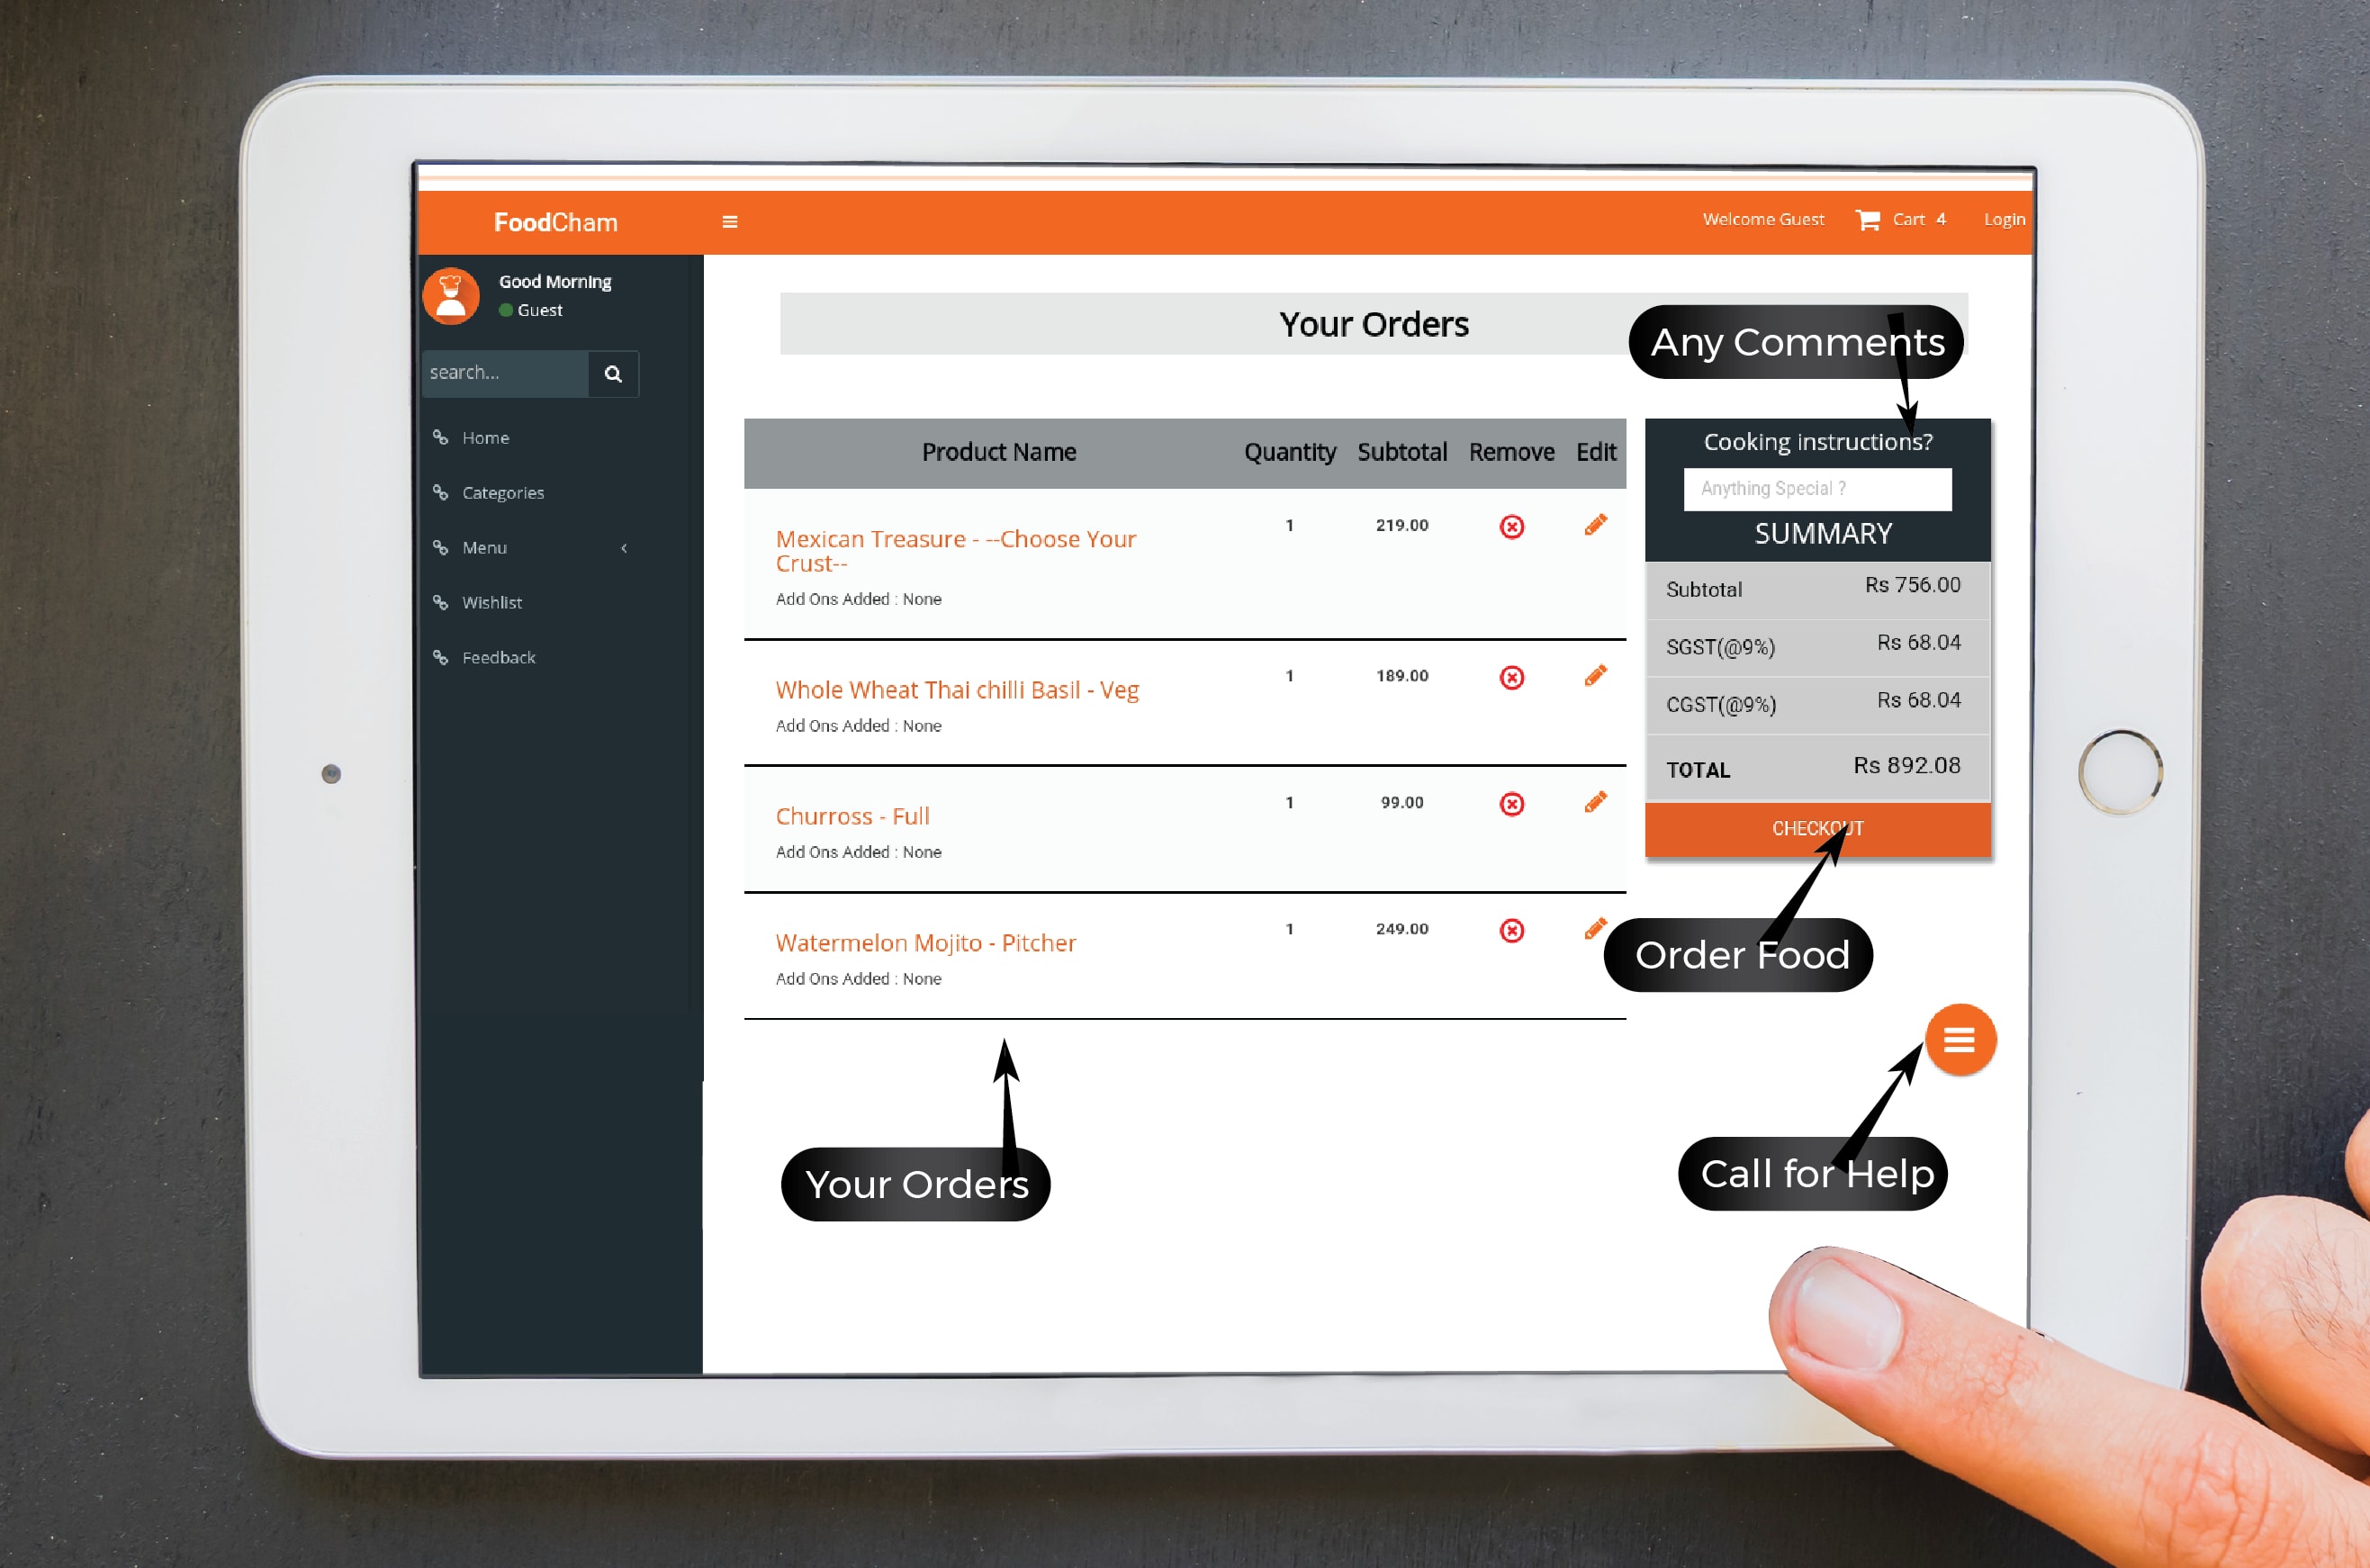 FoodCham
Welcome Guest Cart 4 Login
Good Morning
Guest
search...
Home
Categories
Menu
Wishlist
Feedback
Your Orders
Any Comments
Product Name Quantity Subtotal Remove Edit
Mexican Treasure - --Choose Your
Crust--
Add Ons Added : None
1 219.00
Whole Wheat Thai chilli Basil - Veg
Add Ons Added : None
1 189.00
Churross - Full
Add Ons Added : None
1 99.00
Watermelon Mojito - Pitcher
Add Ons Added : None
1 249.00
Cooking instructions?
Anything Special ?
SUMMARY
Subtotal Rs 756.00
SGST(@9%) Rs 68.04
CGST(@9%) Rs 68.04
TOTAL Rs 892.08
CHECKOUT
Order Food
Your Orders
Call for Help